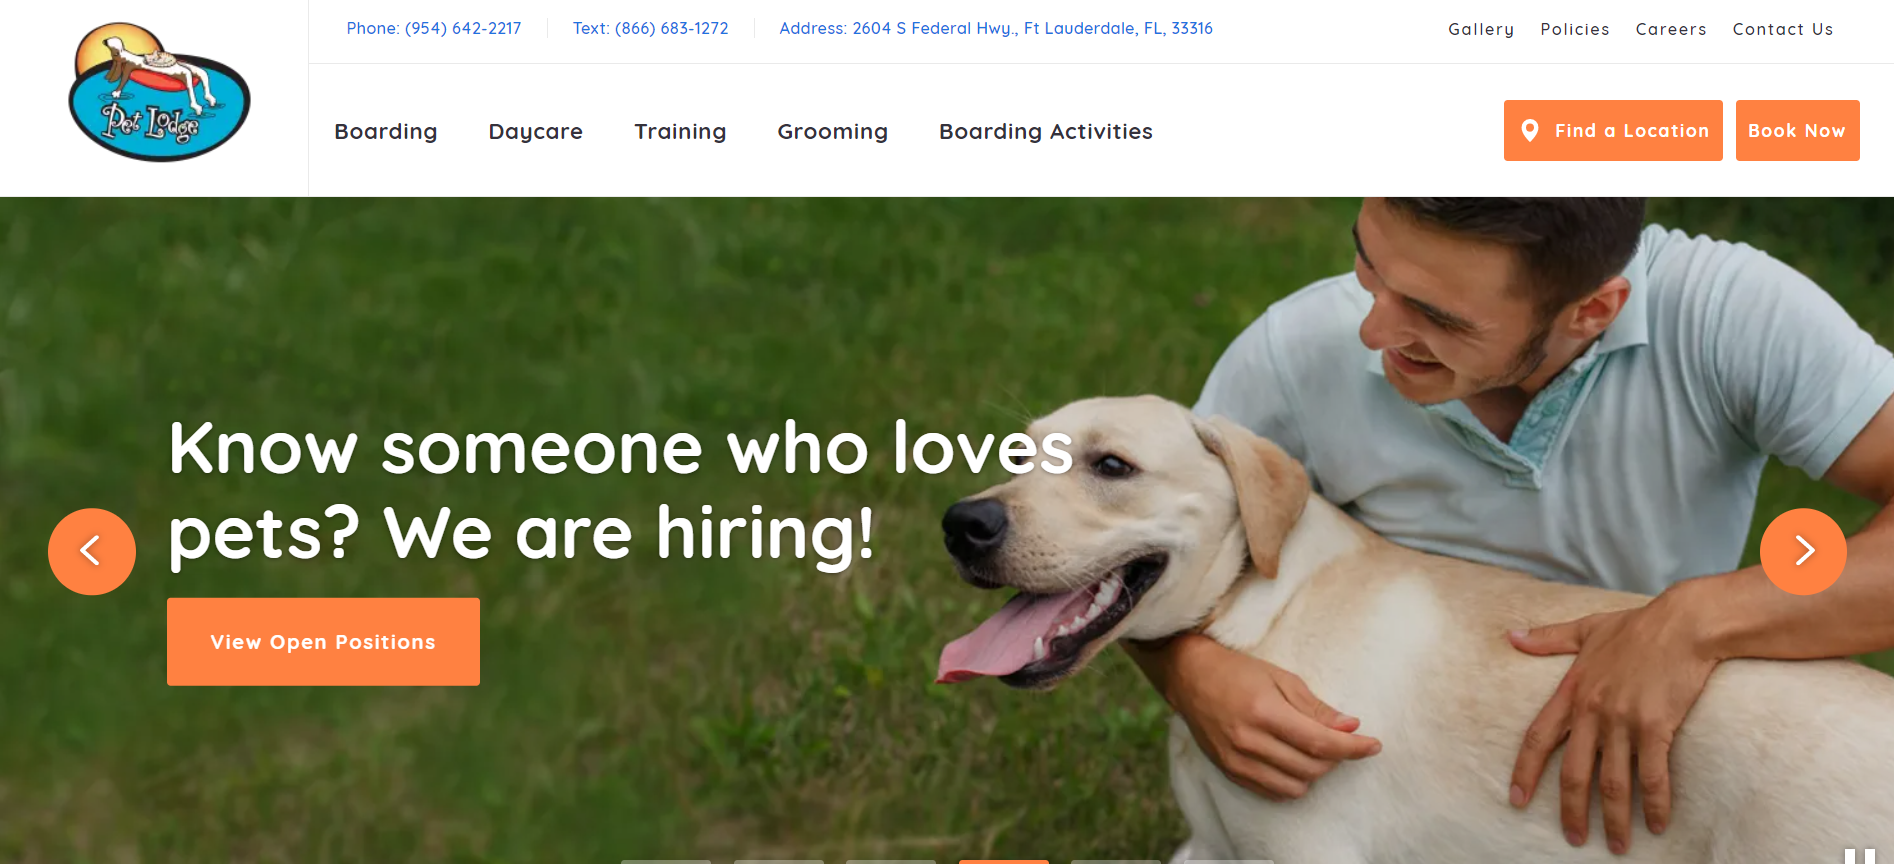 Pet Lodge
Phone: (954) 642-2217
Text: (866) 683-1272
Address: 2604 S Federal Hwy., Ft Lauderdale, FL, 33316
Gallery
Policies
Careers
Contact Us
Boarding
Daycare
Training
Grooming
Boarding Activities
Find a Location
Book Now
Know someone who loves
pets? We are hiring!
View Open Positions